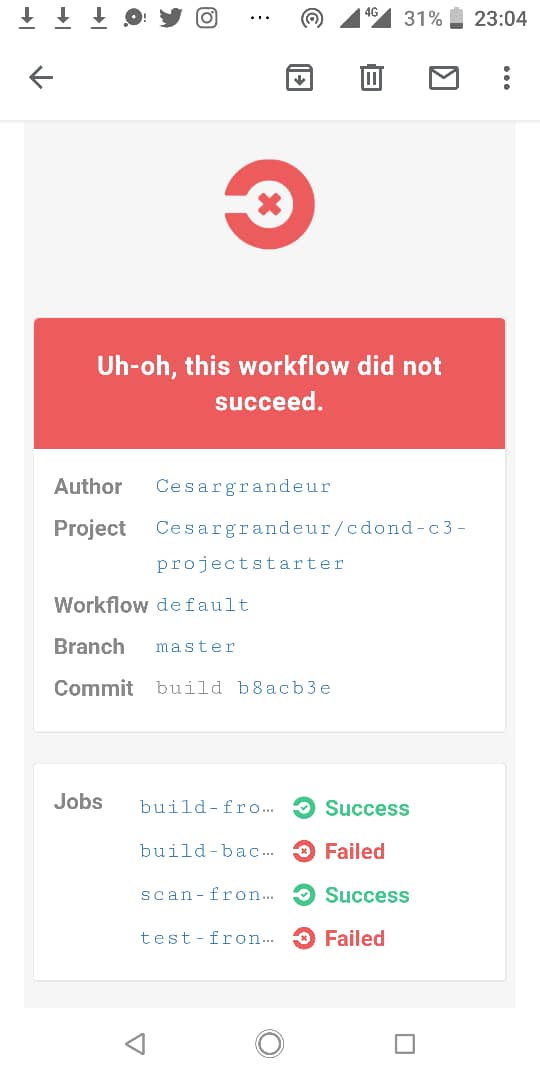 4G 31% 23:04
Uh-oh, this workflow did not
succeed.
Author Cesargrandeur
Project Cesargrandeur/cdond-c3-
projectstarter
Workflow default
Branch master
Commit build b8acb3e
Jobs build-fro… Success
build-bac… Failed
scan-fron… Success
test-fron… Failed